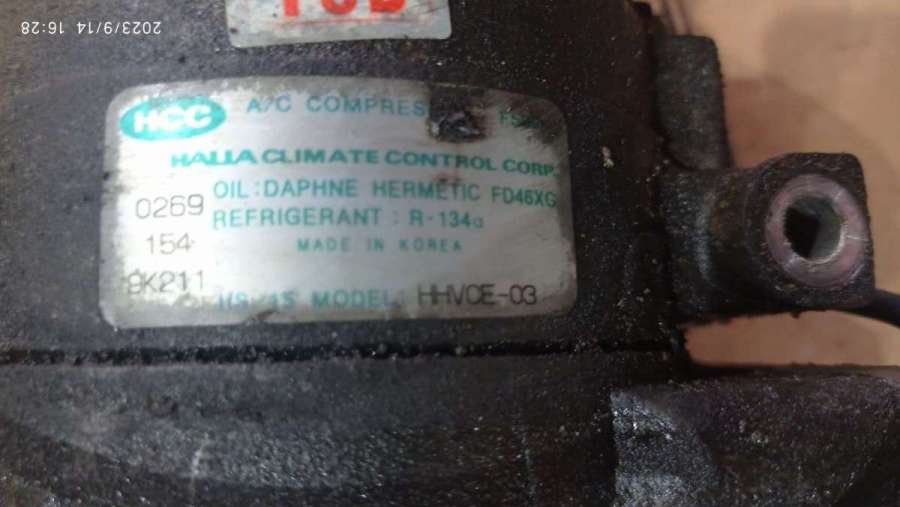 2023/9/14 16:28
HCC A/C COMPRES
HALLA CLIMATE CONTROL CORP.
0269 OIL:DAPHNE HERMETIC FD46XG
REFRIGERANT : R-134a
154 MADE IN KOREA
9K211
MODEL: HHVOE-03